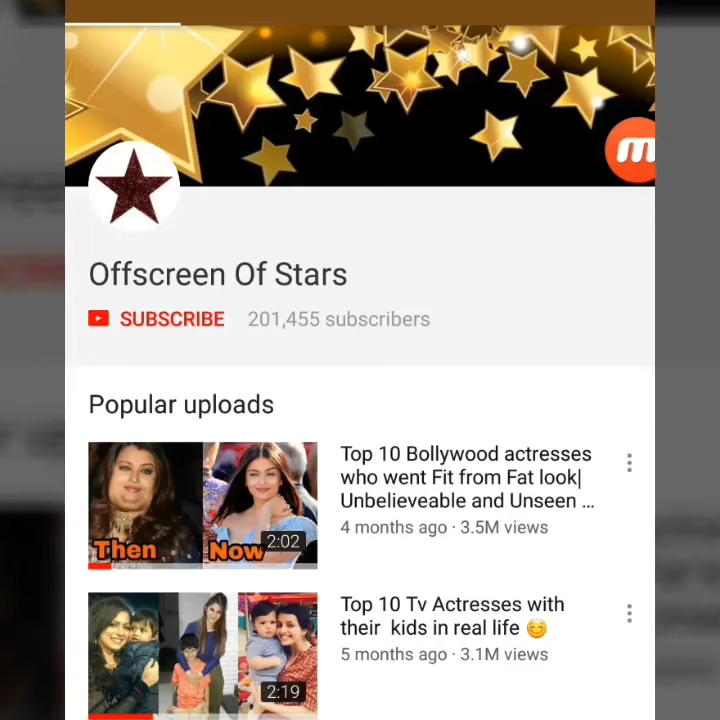 m
Offscreen Of Stars
SUBSCRIBE 201,455 subscribers
Popular uploads
Top 10 Bollywood actresses
who went Fit from Fat look|
Unbelieveable and Unseen ...
4 months ago · 3.5M views
Then Now 2:02
Top 10 Tv Actresses with
their kids in real life 😊
5 months ago · 3.1M views
2:19